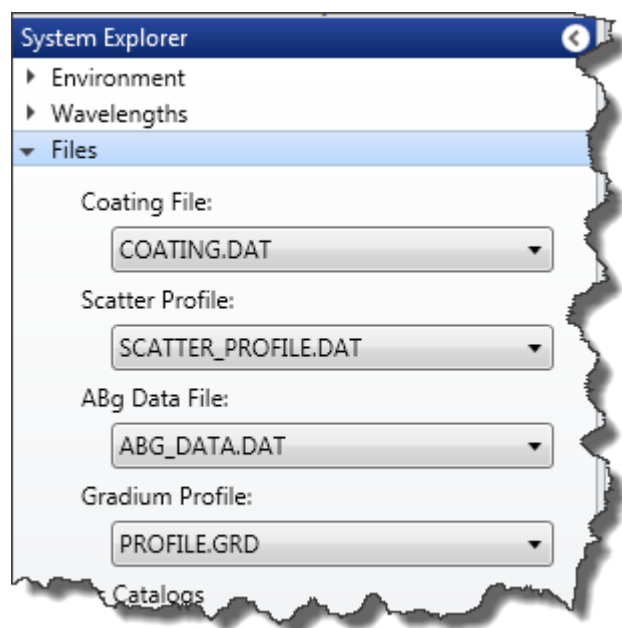 System Explorer
Environment
Wavelengths
Files
Coating File:
COATING.DAT
Scatter Profile:
SCATTER_PROFILE.DAT
ABg Data File:
ABG_DATA.DAT
Gradium Profile:
PROFILE.GRD
Catalogs